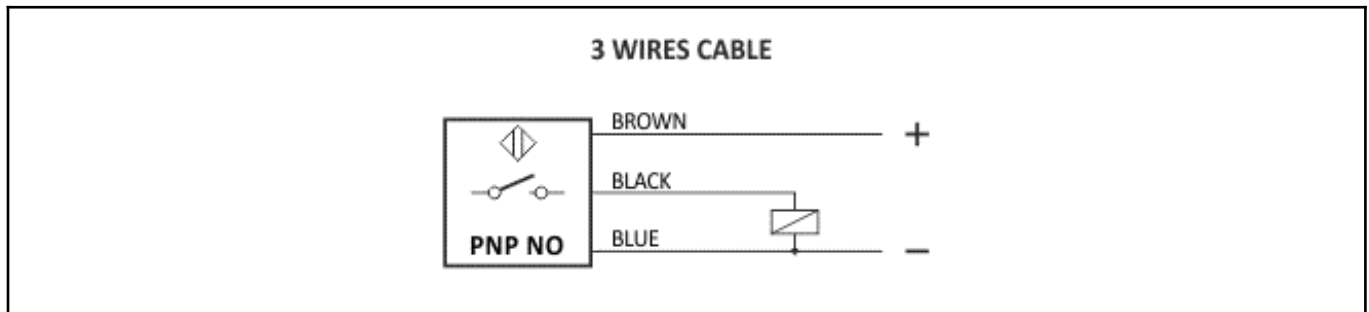 3 WIRES CABLE
BROWN
+
BLACK
PNP NO
BLUE
−